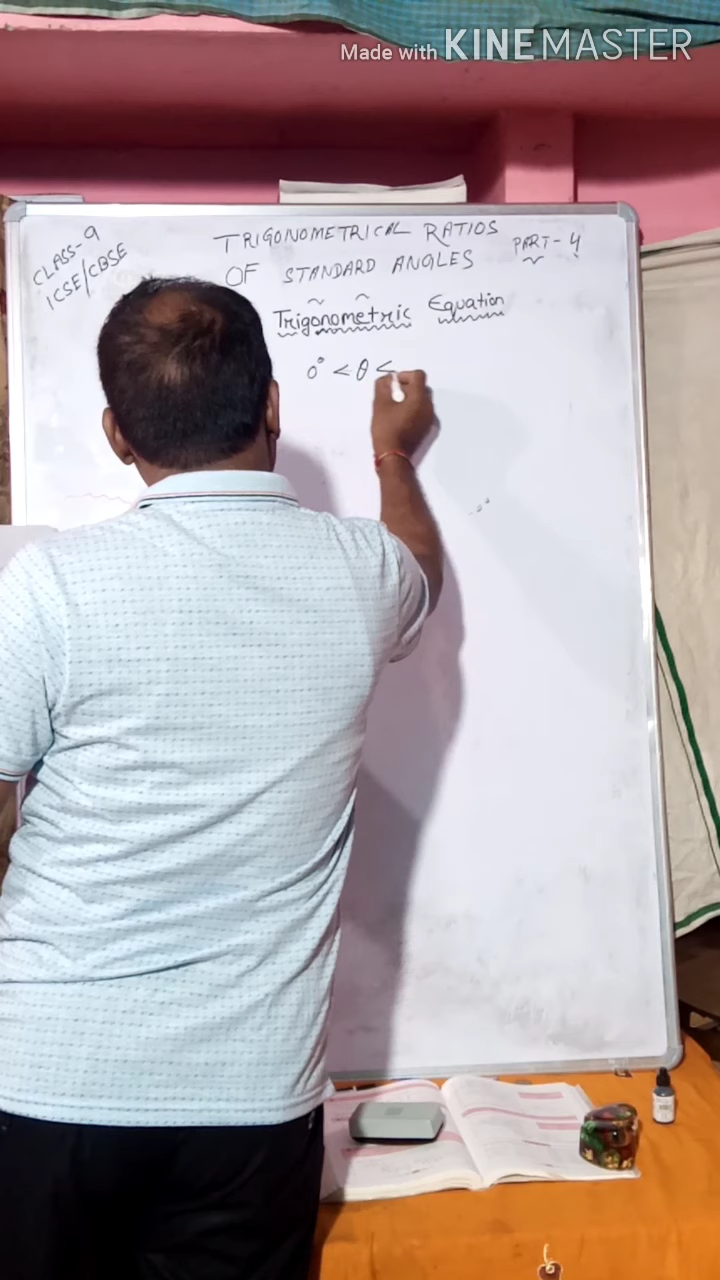 Made with KINEMASTER
CLASS-9
ICSE/CBSE
TRIGONOMETRICAL RATIOS
OF STANDARD ANGLES
PART-4
Trigonometric Equation
0° < θ <